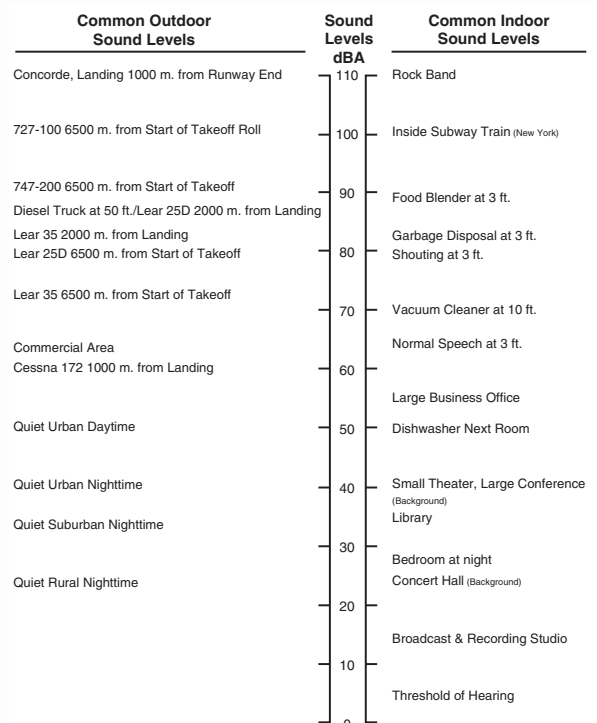 Common Outdoor
Sound Levels
Sound
Levels
dBA
Common Indoor
Sound Levels
Concorde, Landing 1000 m. from Runway End
110
Rock Band
727-100 6500 m. from Start of Takeoff Roll
100
Inside Subway Train (New York)
747-200 6500 m. from Start of Takeoff
90
Food Blender at 3 ft.
Diesel Truck at 50 ft./Lear 25D 2000 m. from Landing
Lear 35 2000 m. from Landing
Garbage Disposal at 3 ft.
Lear 25D 6500 m. from Start of Takeoff
80
Shouting at 3 ft.
Lear 35 6500 m. from Start of Takeoff
70
Vacuum Cleaner at 10 ft.
Commercial Area
Normal Speech at 3 ft.
Cessna 172 1000 m. from Landing
60
Large Business Office
Quiet Urban Daytime
50
Dishwasher Next Room
Quiet Urban Nighttime
40
Small Theater, Large Conference
(Background)
Library
Quiet Suburban Nighttime
30
Bedroom at night
Quiet Rural Nighttime
Concert Hall (Background)
20
Broadcast & Recording Studio
10
Threshold of Hearing
0